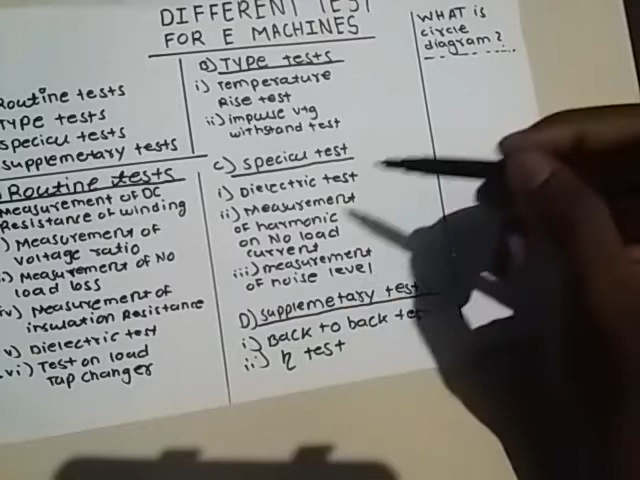 DIFFERENT TEST
FOR E MACHINES
Routine tests
Type tests
special tests
supplemetary tests
Routine tests
Measurement of DC
Resistance of winding
) Measurement of
voltage ratio
i) Measurement of No
load loss
iv) Measurement of
insulation Resistance
v) Dielectric test
vi) Test on load
Tap changer
a) Type tests
i) Temperature
Rise test
ii) impulse vtg
withstand test
c) special test
i) Dielectric test
ii) Measurement
of harmonic
on No load
current
iii) measurement
of noise level
D) supplemetary test
i) Back to back test
ii) η test
WHAT is
circle
diagram?